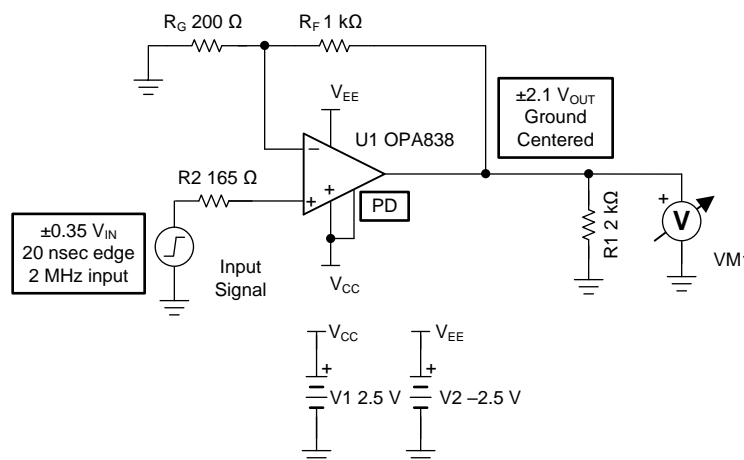 R_G 200 Ω
R_F 1 kΩ
V_EE
U1 OPA838
±2.1 V_OUT
Ground
Centered
−
+
+
PD
R2 165 Ω
±0.35 V_IN
20 nsec edge
2 MHz input
Input
Signal
V_CC
R1 2 kΩ
+
V
V_CC
+
V1 2.5 V
V_EE
+
V2 –2.5 V